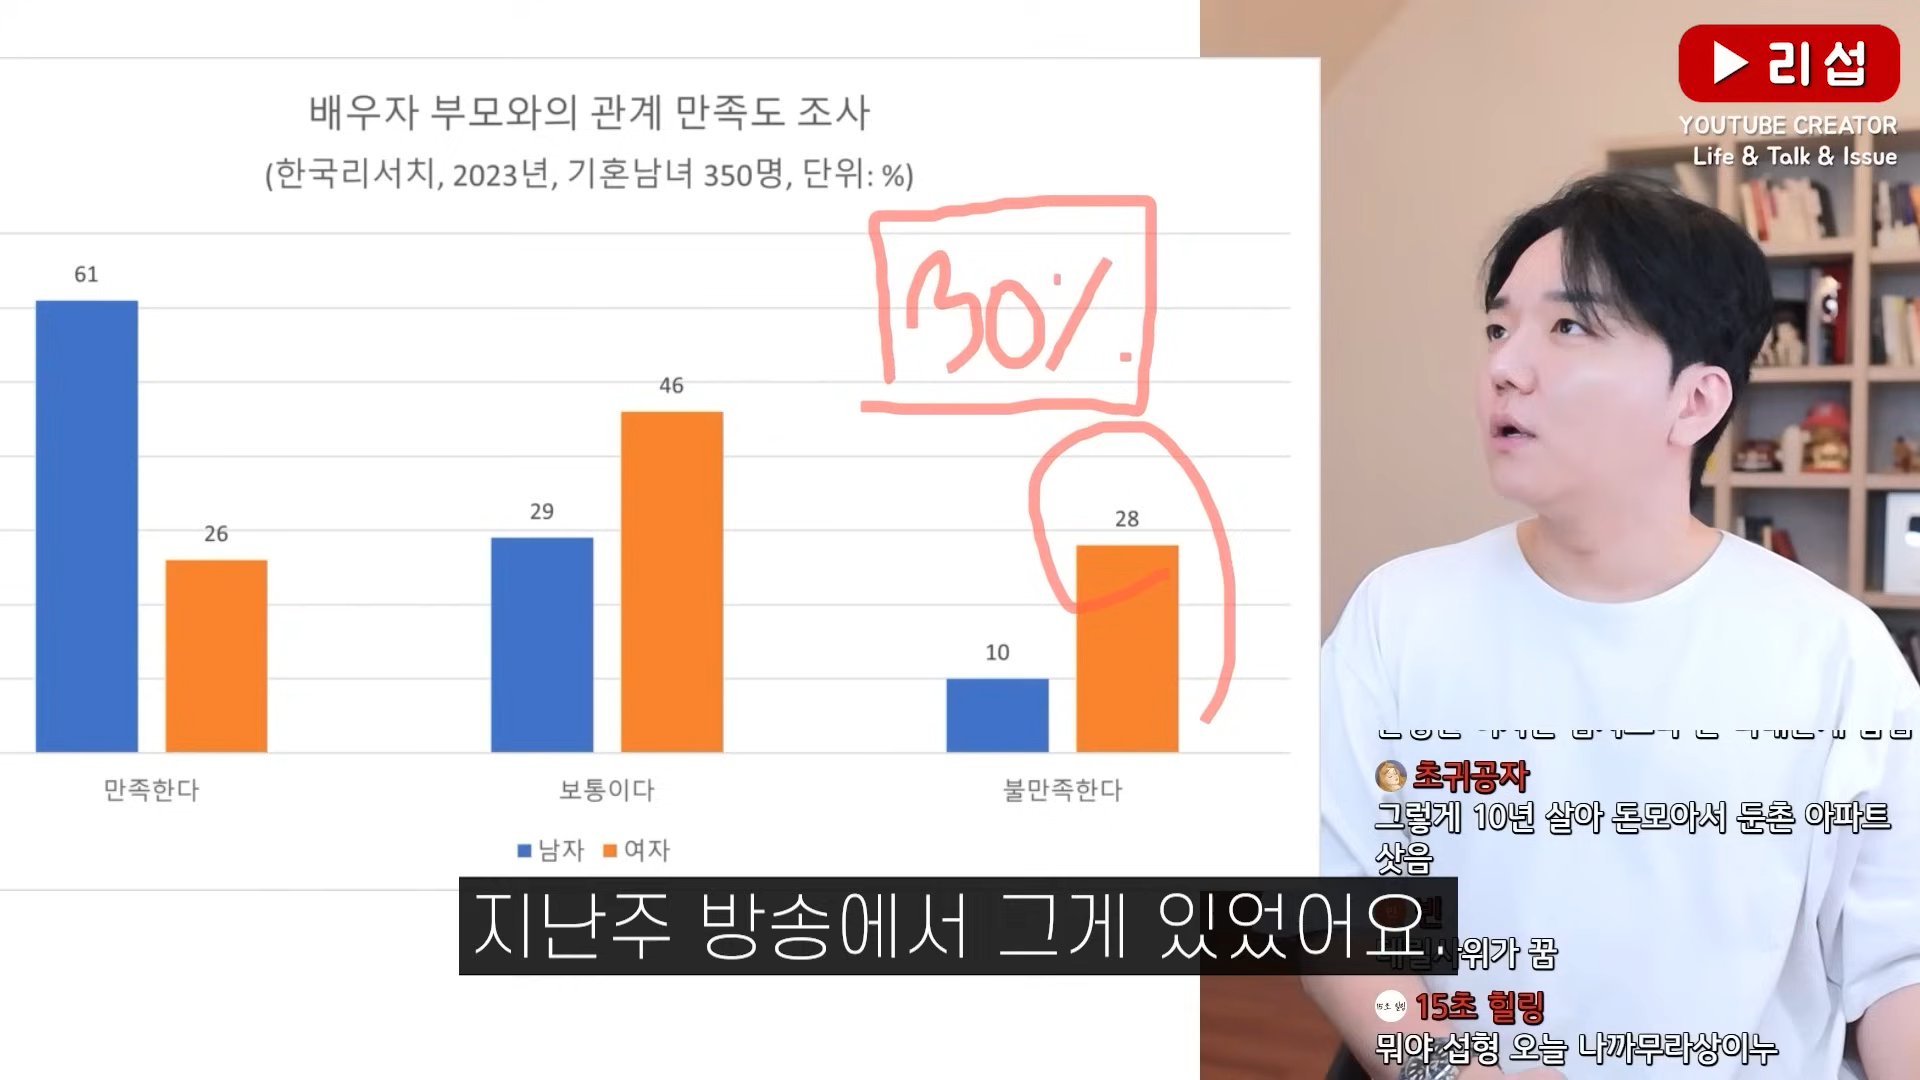 배우자 부모와의 관계 만족도 조사
(한국리서치, 2023년, 기혼남녀 350명, 단위: %)
30%
61
26
29
46
10
28
만족한다
보통이다
불만족한다
남자
여자
지난주 방송에서 그게 있었어요.
리섭
YOUTUBE CREATOR
Life & Talk & Issue
초귀공자
그렇게 10년 살아 돈모아서 둔촌 아파트
삿음
빈
데릴사위가 꿈
15초 힐링
뭐야 섭형 오늘 나까무라상이누